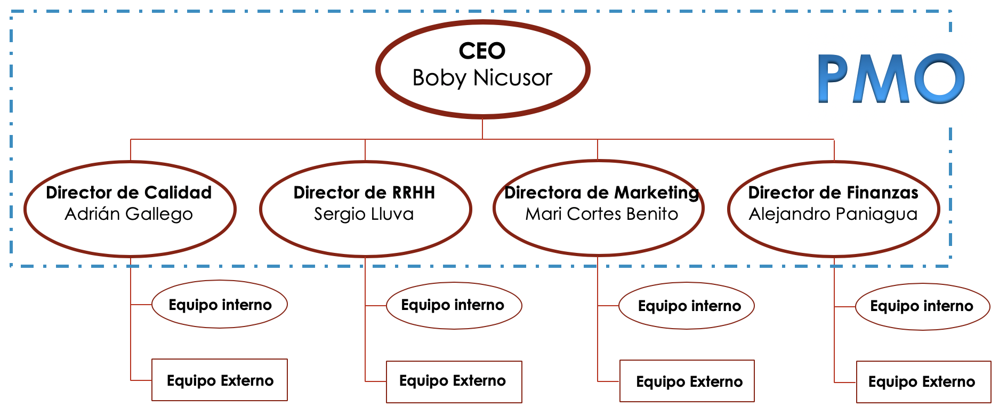 CEO
Boby Nicusor
PMO
Director de Calidad
Adrián Gallego
Director de RRHH
Sergio Lluva
Directora de Marketing
Mari Cortes Benito
Director de Finanzas
Alejandro Paniagua
Equipo interno
Equipo interno
Equipo interno
Equipo interno
Equipo Externo
Equipo Externo
Equipo Externo
Equipo Externo